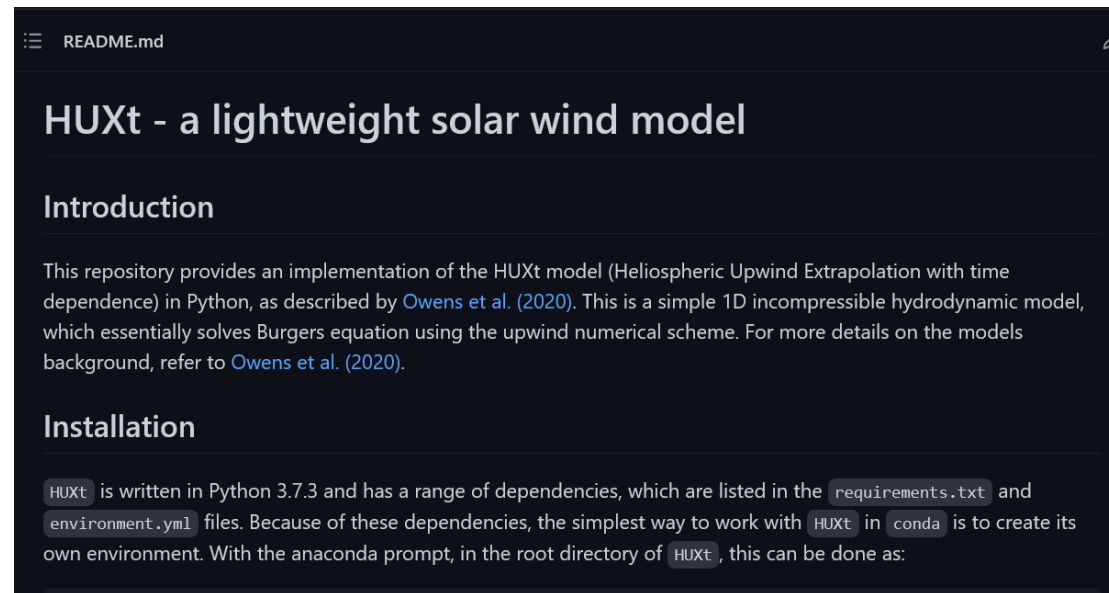 README.md
HUXt - a lightweight solar wind model
Introduction
This repository provides an implementation of the HUXt model (Heliospheric Upwind Extrapolation with time
dependence) in Python, as described by Owens et al. (2020). This is a simple 1D incompressible hydrodynamic model,
which essentially solves Burgers equation using the upwind numerical scheme. For more details on the models
background, refer to Owens et al. (2020).
Installation
HUXt is written in Python 3.7.3 and has a range of dependencies, which are listed in the requirements.txt and
environment.yml files. Because of these dependencies, the simplest way to work with HUXt in conda is to create its
own environment. With the anaconda prompt, in the root directory of HUXt , this can be done as: